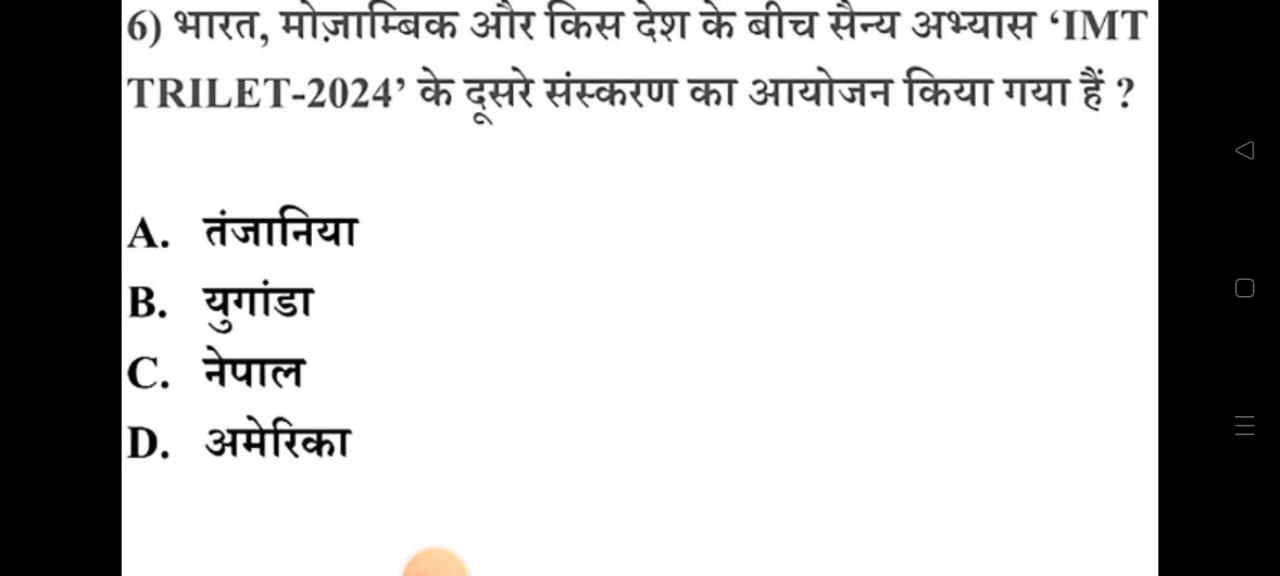 6) भारत, मोज़ाम्बिक और किस देश के बीच सैन्य अभ्यास ‘IMT
TRILET-2024’ के दूसरे संस्करण का आयोजन किया गया हैं ?
A. तंजानिया
B. युगांडा
C. नेपाल
D. अमेरिका